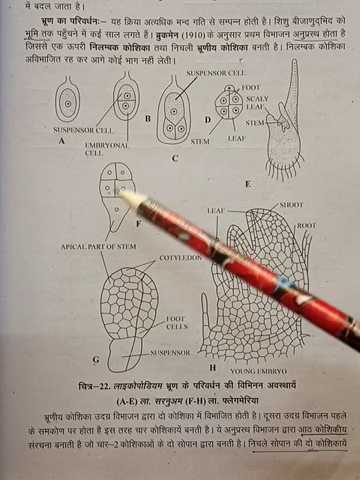 में बदल जाता है।
भ्रूण का परिवर्धन:– यह क्रिया अत्यधिक मन्द गति से सम्पन्न होती है। शिशु बीजाणुद्भिद को
भूमि तक पहुँचने में कई साल लगते हैं। ब्रुकमेन (1910) के अनुसार प्रथम विभाजन अनुप्रस्थ होता है
जिससे एक ऊपरी निलम्बक कोशिका तथा निचली भ्रूणीय कोशिका बनती है। निलम्बक कोशिका
अविभाजित रह कर आगे कोई भाग नहीं लेती।
SUSPENSOR CELL
FOOT
SCALY
LEAF
STEM
B
D
SUSPENSOR CELL
A
EMBRYONAL
CELL
C
STEM
LEAF
E
F
LEAF
SHOOT
ROOT
APICAL PART OF STEM
COTYLEDON
FOOT
CELLS
SUSPENSOR
G
H
YOUNG EMBRYO
चित्र–22. लाइकोपोडियम भ्रूण के परिवर्धन की विभिनन अवस्थायें
(A-E) ला. सरनुअम (F-H) ला. फ्लेगमेरिया
भ्रूणीय कोशिका उदग्र विभाजन द्वारा दो कोशिका में विभाजित होती है। दूसरा उदग्र विभाजन पहले
के समकोण पर होता है इस तरह चार कोशिकायें बनती है। ये अनुप्रस्थ विभाजन द्वारा आठ कोशिकीय
संरचना बनाती है जो चार-2 कोशिकाओं के दो सोपान द्वारा बनती है। निचले सोपान की दो कोशिकायें